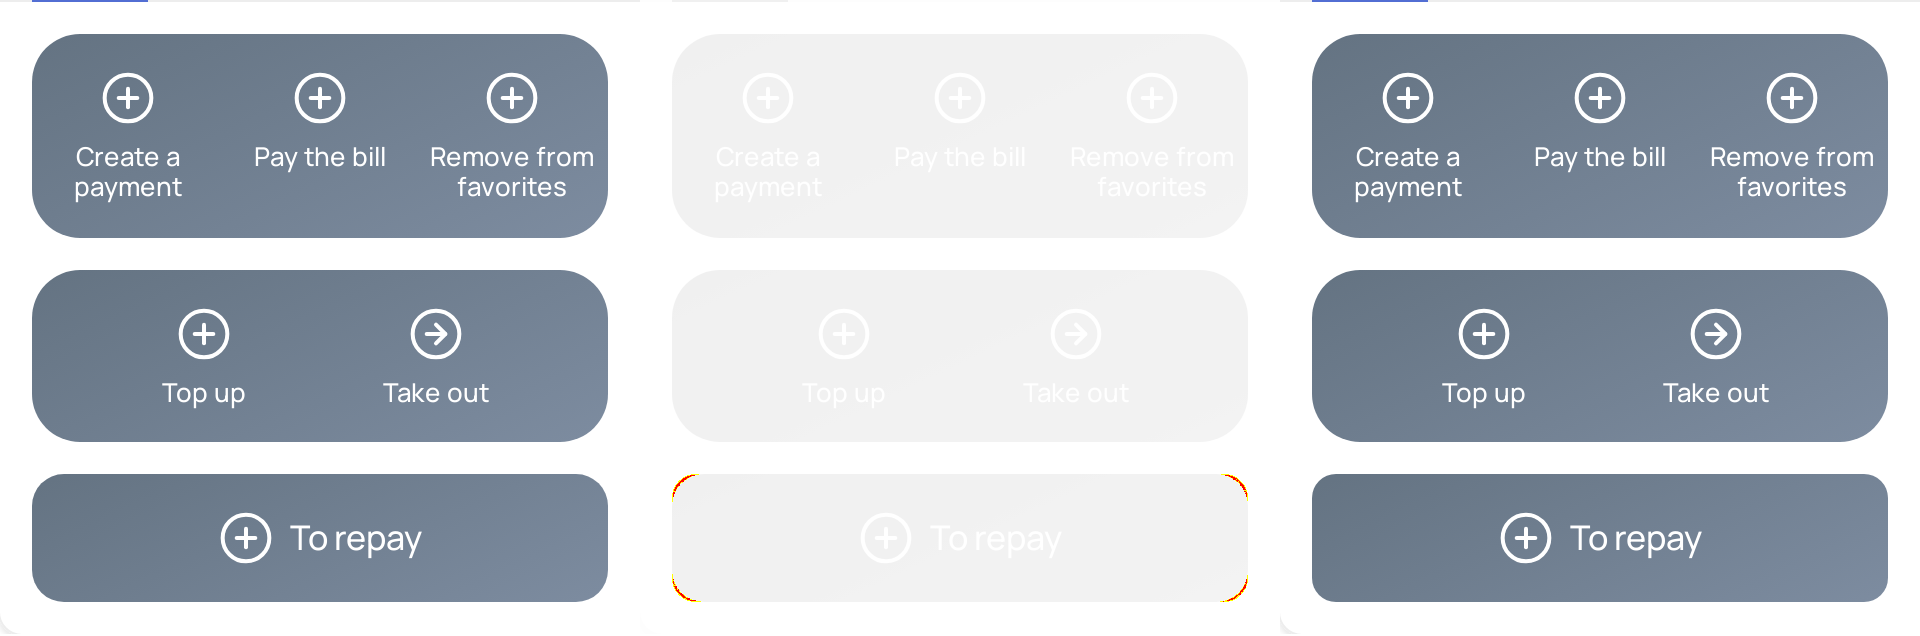 Create a
payment
Pay the bill
Remove from
favorites
Top up
Take out
To repay
Create a
payment
Pay the bill
Remove from
favorites
Top up
Take out
To repay
Create a
payment
Pay the bill
Remove from
favorites
Top up
Take out
To repay